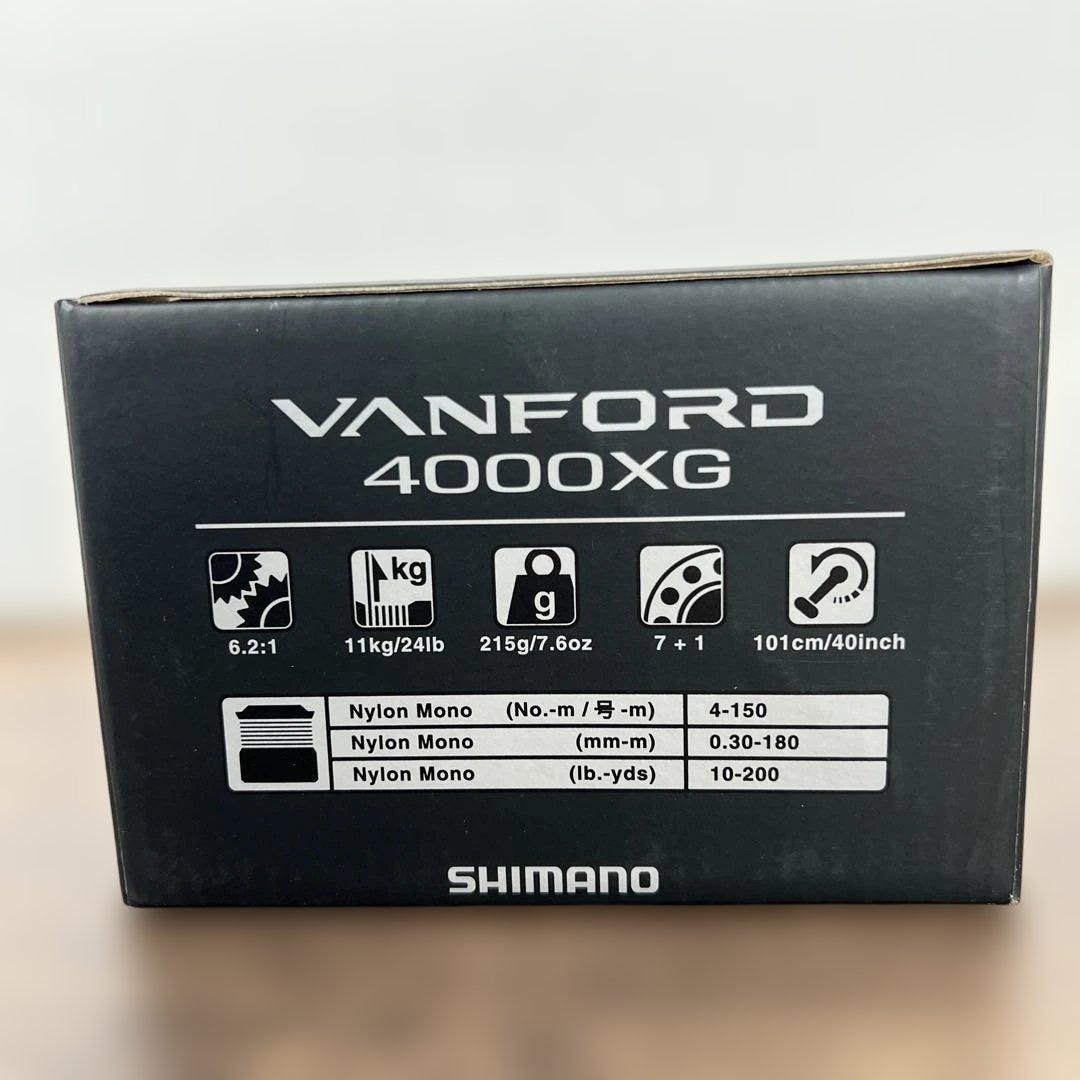 VANFORD
4000XG
kg g
6.2:1 11kg/24lb 215g/7.6oz 7 + 1 101cm/40inch
Nylon Mono (No.-m / 号 -m) 4-150
Nylon Mono (mm-m) 0.30-180
Nylon Mono (lb.-yds) 10-200
SHIMANO